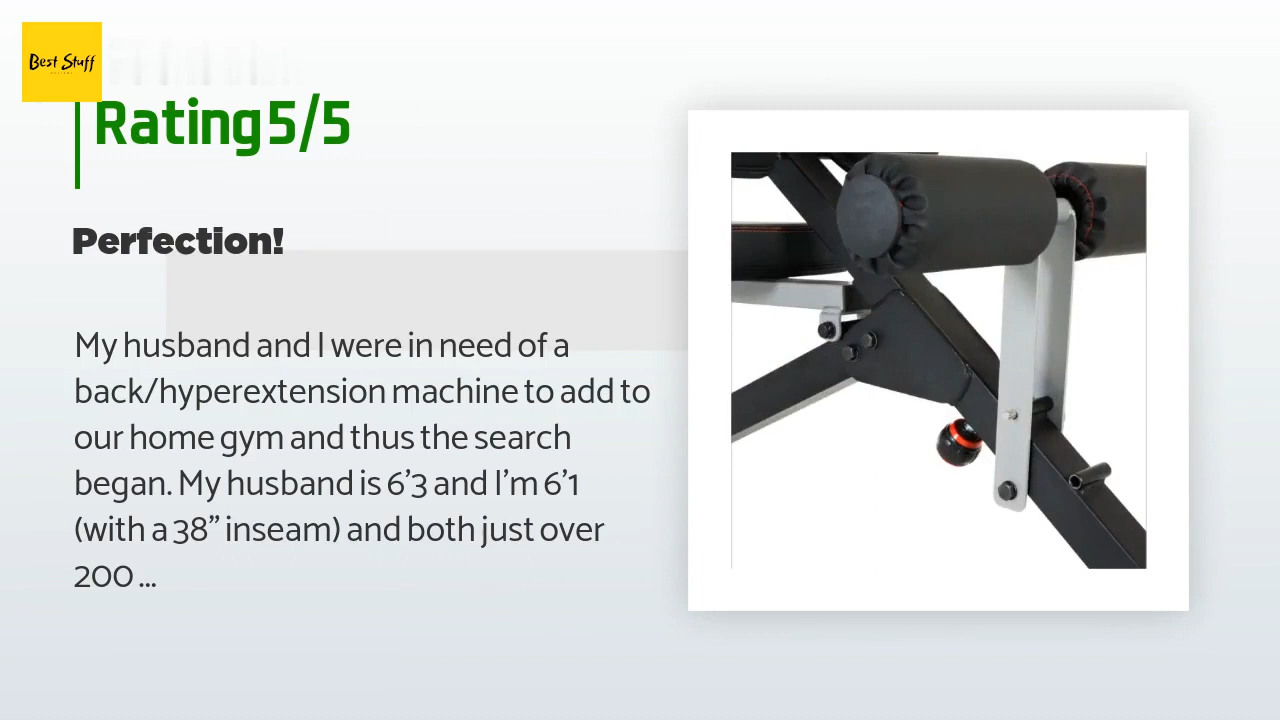 Best Stuff
Rating 5/5
Perfection!
My husband and I were in need of a
back/hyperextension machine to add to
our home gym and thus the search
began. My husband is 6’3 and I’m 6’1
(with a 38” inseam) and both just over
200 ...